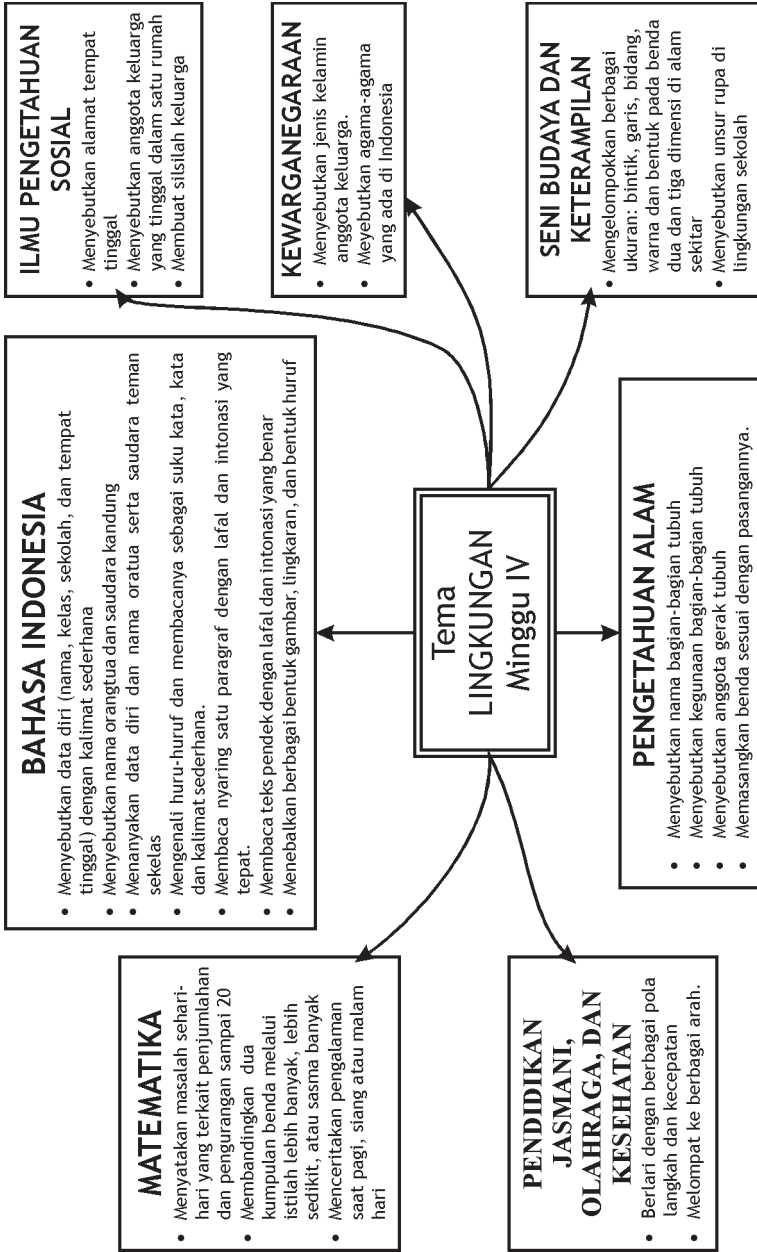 MATEMATIKA
• Menyatakan masalah sehari-
hari yang terkait penjumlahan
dan pengurangan sampai 20
• Membandingkan dua
kumpulan benda melalui
istilah lebih banyak, lebih
sedikit, atau sasma banyak
• Menceritakan pengalaman
saat pagi, siang atau malam
hari
BAHASA INDONESIA
• Menyebutkan data diri (nama, kelas, sekolah, dan tempat
tinggal) dengan kalimat sederhana
• Menyebutkan nama orangtua dan saudara kandung
• Menanyakan data diri dan nama oratua serta saudara teman
sekelas
• Mengenali huru-huruf dan membacanya sebagai suku kata, kata
dan kalimat sederhana.
• Membaca nyaring satu paragraf dengan lafal dan intonasi yang
tepat.
• Membaca teks pendek dengan lafal dan intonasi yang benar
• Menebalkan berbagai bentuk gambar, lingkaran, dan bentuk huruf
ILMU PENGETAHUAN
SOSIAL
• Menyebutkan alamat tempat
tinggal
• Menyebutkan anggota keluarga
yang tinggal dalam satu rumah
• Membuat silsilah keluarga
KEWARGANEGARAAN
• Menyebutkan jenis kelamin
anggota keluarga.
• Meyebutkan agama-agama
yang ada di Indonesia
Tema
LINGKUNGAN
Minggu IV
PENDIDIKAN
JASMANI,
OLAHRAGA, DAN
KESEHATAN
• Berlari dengan berbagai pola
langkah dan kecepatan
• Melompat ke berbagai arah.
PENGETAHUAN ALAM
• Menyebutkan nama bagian-bagian tubuh
• Menyebutkan kegunaan bagian-bagian tubuh
• Menyebutkan anggota gerak tubuh
• Memasangkan benda sesuai dengan pasangannya.
SENI BUDAYA DAN
KETERAMPILAN
• Mengelompokkan berbagai
ukuran: bintik, garis, bidang,
warna dan bentuk pada benda
dua dan tiga dimensi di alam
sekitar
• Menyebutkan unsur rupa di
lingkungan sekolah